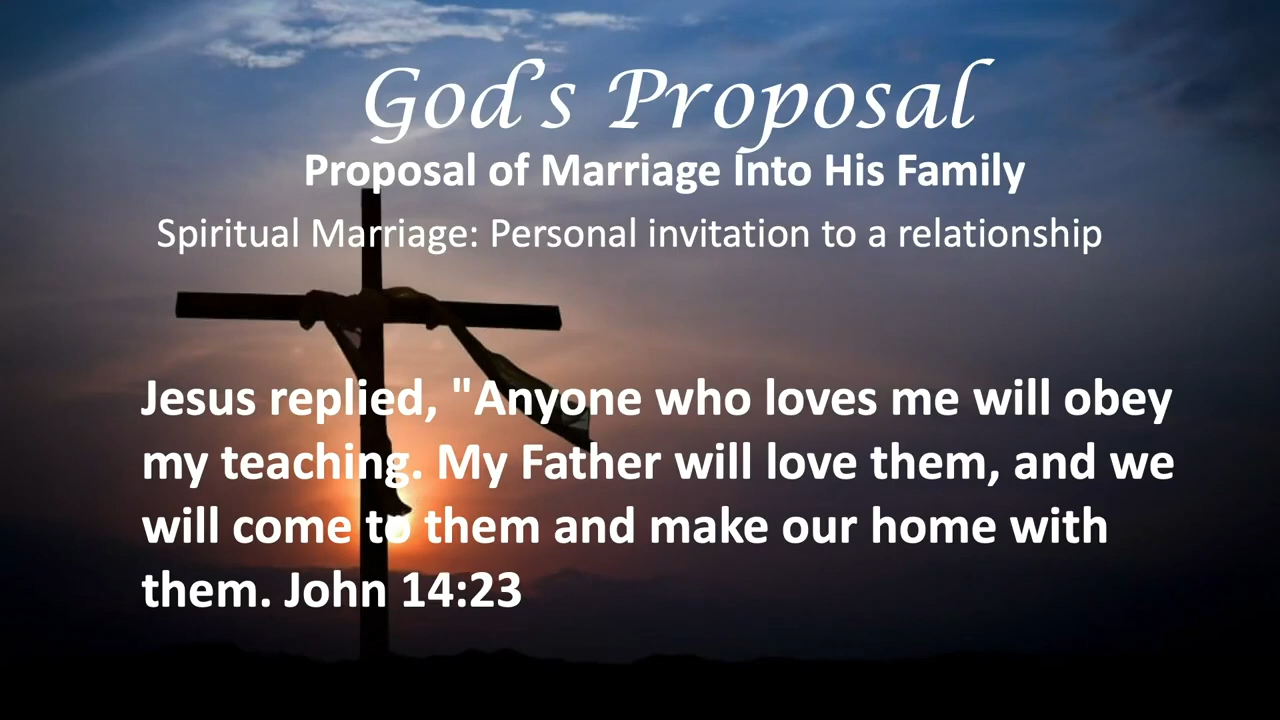 God's Proposal
Proposal of Marriage Into His Family
Spiritual Marriage: Personal invitation to a relationship
Jesus replied, "Anyone who loves me will obey
my teaching. My Father will love them, and we
will come to them and make our home with
them. John 14:23